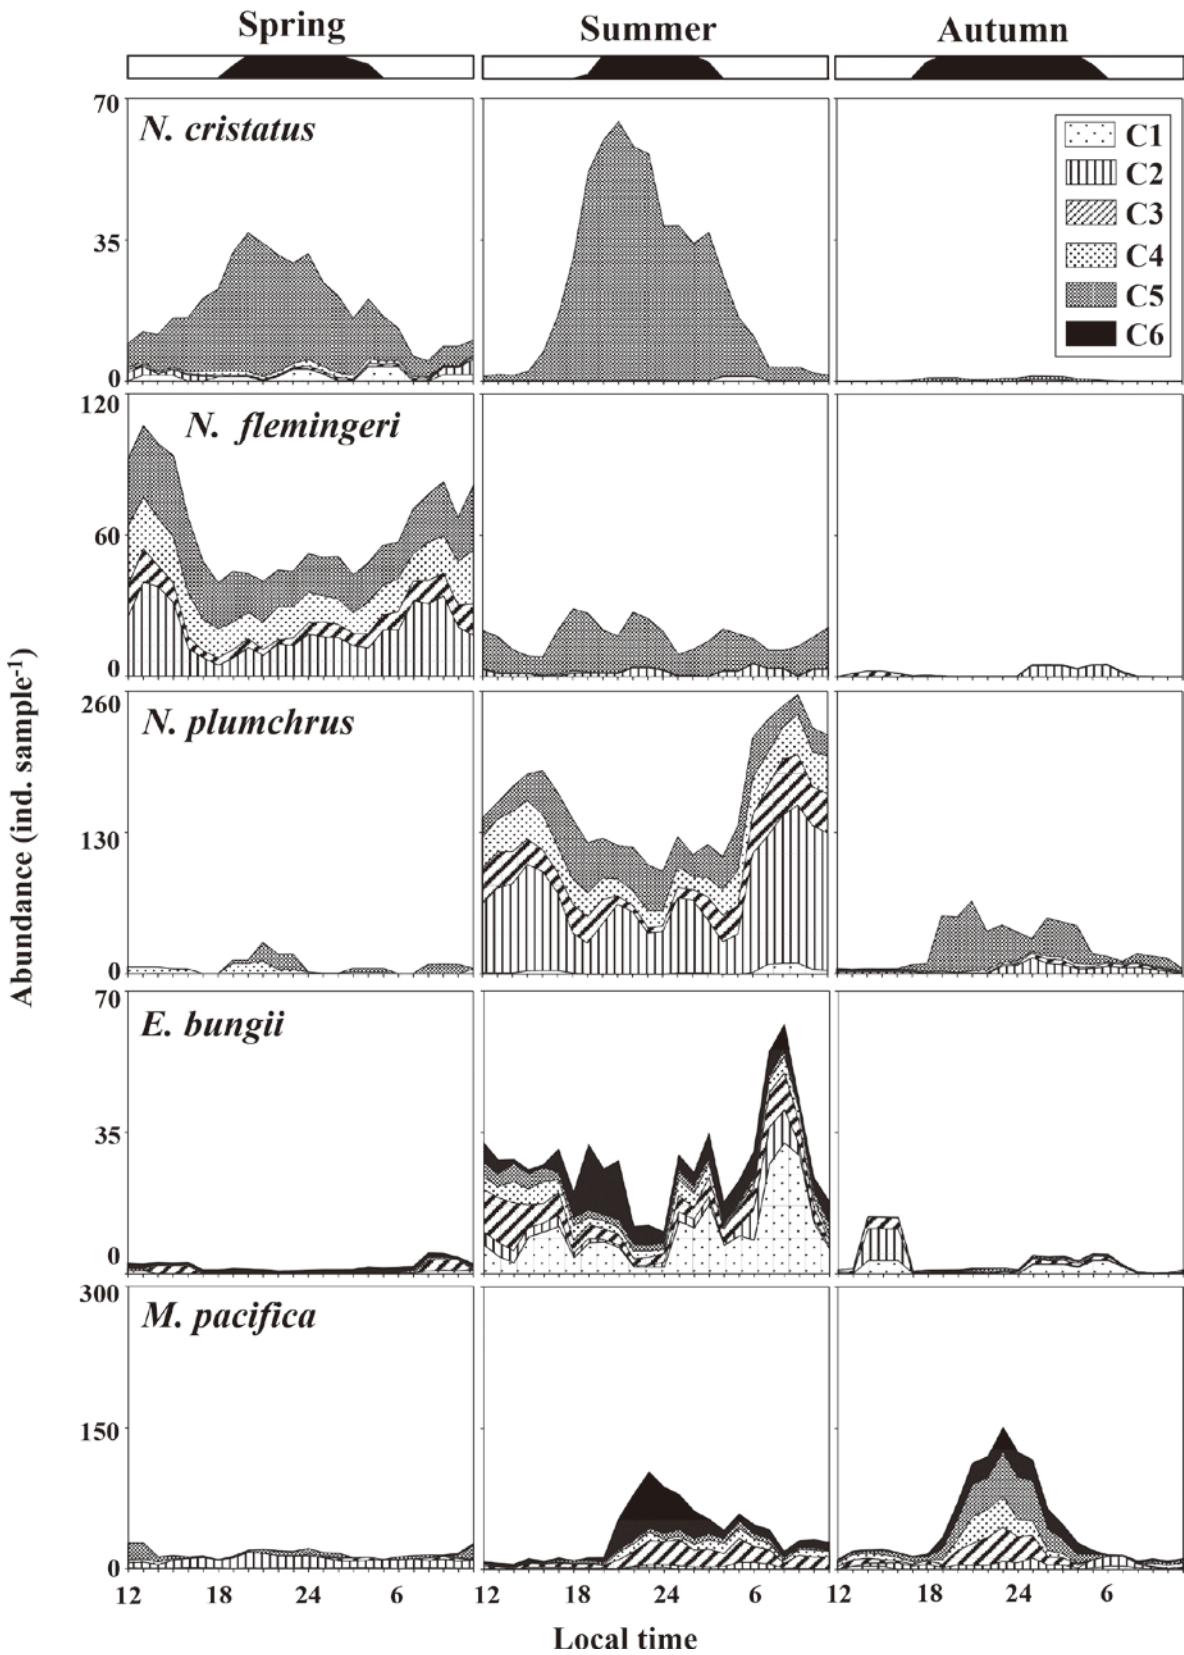 Spring Summer Autumn
70 N. cristatus
C1
C2
35 C3
C4
C5
C6
0
120 N. flemingeri
60
0
260 N. plumchrus
130
0
Abundance (ind. sample⁻¹)
70 E. bungii
35
0
300 M. pacifica
150
0
12 18 24 6 12 18 24 6 12 18 24 6
Local time